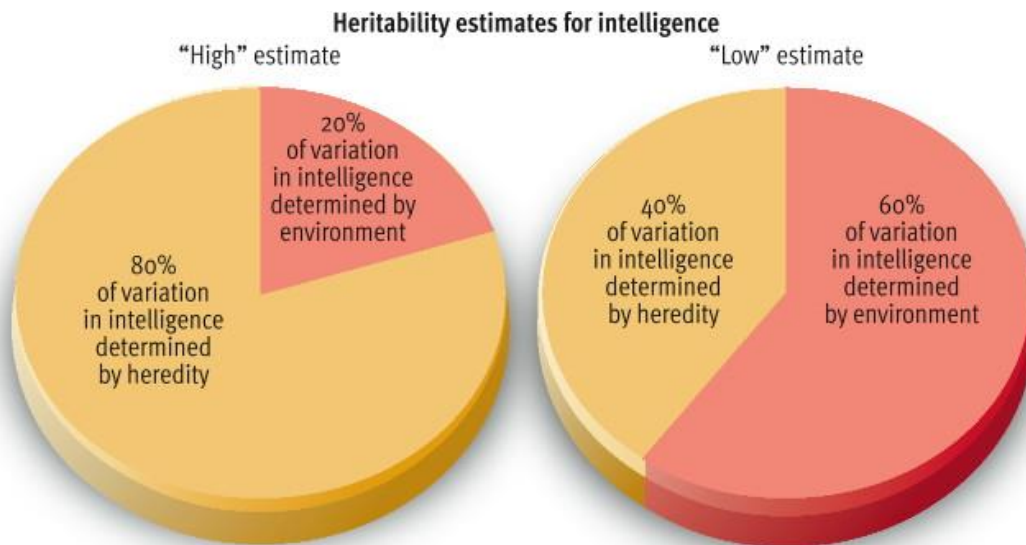 Heritability estimates for intelligence
“High” estimate
20%
of variation
in intelligence
determined by
environment
80%
of variation
in intelligence
determined
by heredity
“Low” estimate
40%
of variation
in intelligence
determined
by heredity
60%
of variation
in intelligence
determined
by environment